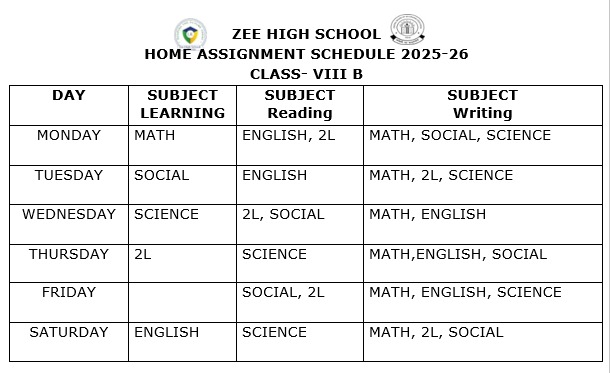 ZEE HIGH SCHOOL
HOME ASSIGNMENT SCHEDULE 2025-26
CLASS- VIII B
DAY SUBJECT LEARNING SUBJECT Reading SUBJECT Writing
MONDAY MATH ENGLISH, 2L MATH, SOCIAL, SCIENCE
TUESDAY SOCIAL ENGLISH MATH, 2L, SCIENCE
WEDNESDAY SCIENCE 2L, SOCIAL MATH, ENGLISH
THURSDAY 2L SCIENCE MATH,ENGLISH, SOCIAL
FRIDAY SOCIAL, 2L MATH, ENGLISH, SCIENCE
SATURDAY ENGLISH SCIENCE MATH, 2L, SOCIAL